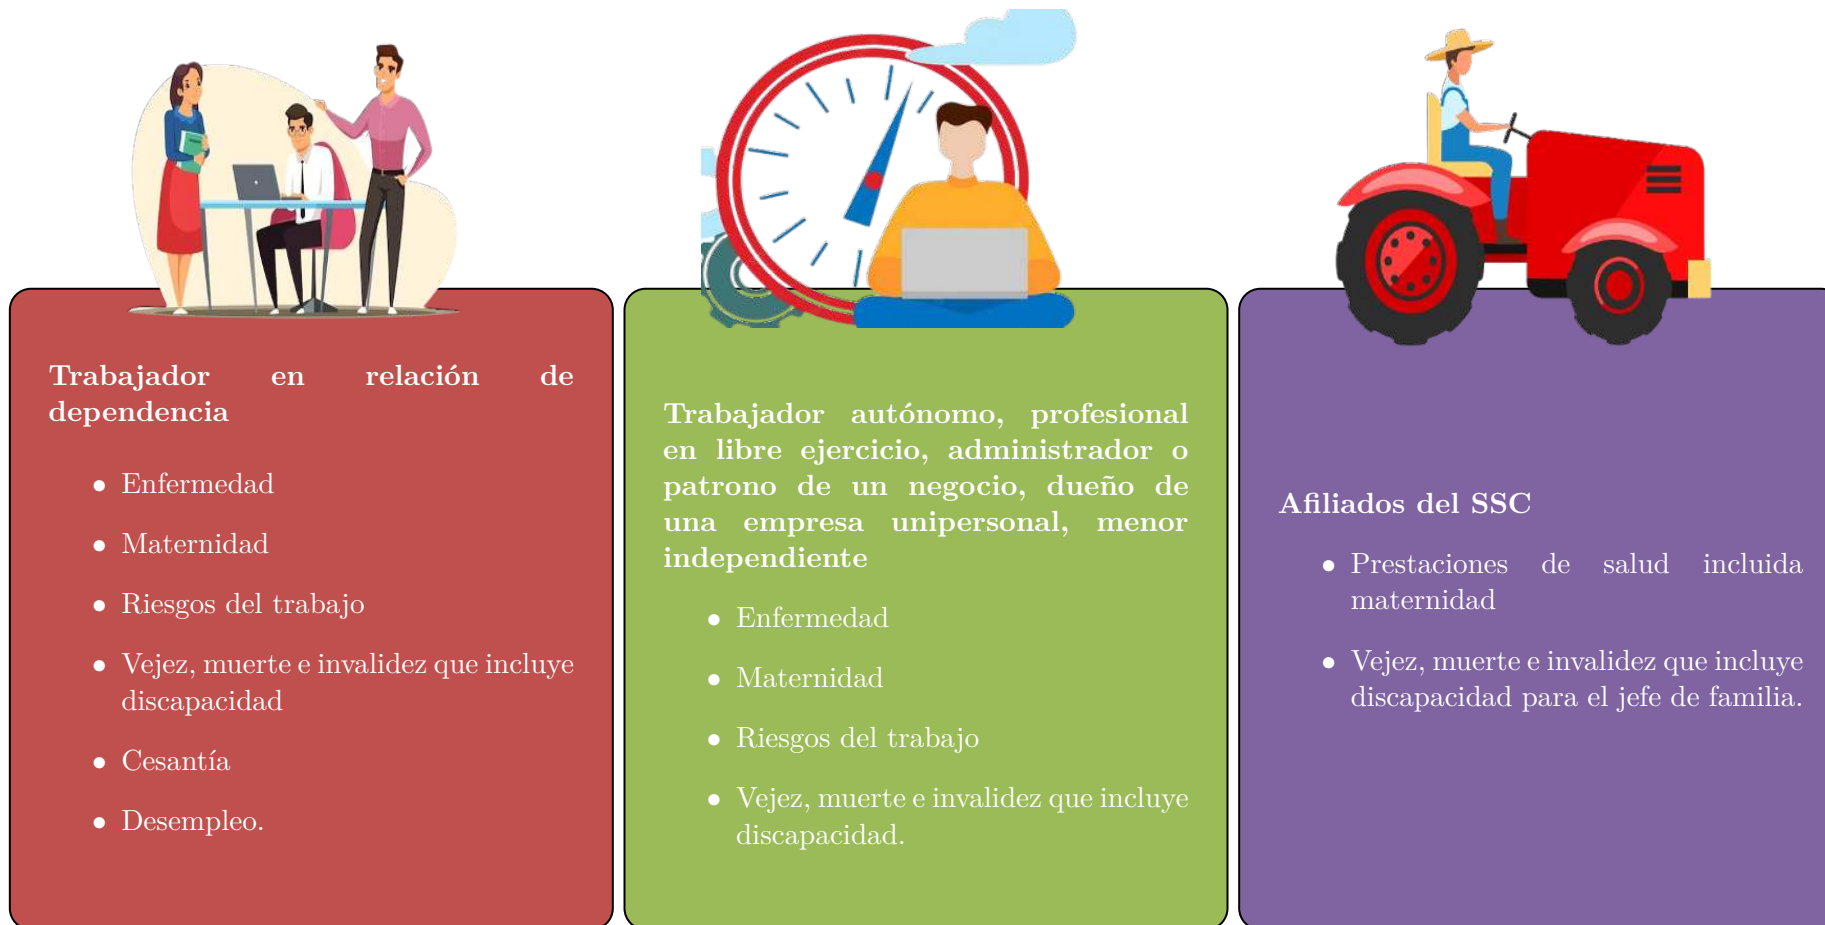 Trabajador en relación de
dependencia
• Enfermedad
• Maternidad
• Riesgos del trabajo
• Vejez, muerte e invalidez que incluye
discapacidad
• Cesantía
• Desempleo.
Trabajador autónomo, profesional
en libre ejercicio, administrador o
patrono de un negocio, dueño de
una empresa unipersonal, menor
independiente
• Enfermedad
• Maternidad
• Riesgos del trabajo
• Vejez, muerte e invalidez que incluye
discapacidad.
Afiliados del SSC
• Prestaciones de salud incluida
maternidad
• Vejez, muerte e invalidez que incluye
discapacidad para el jefe de familia.